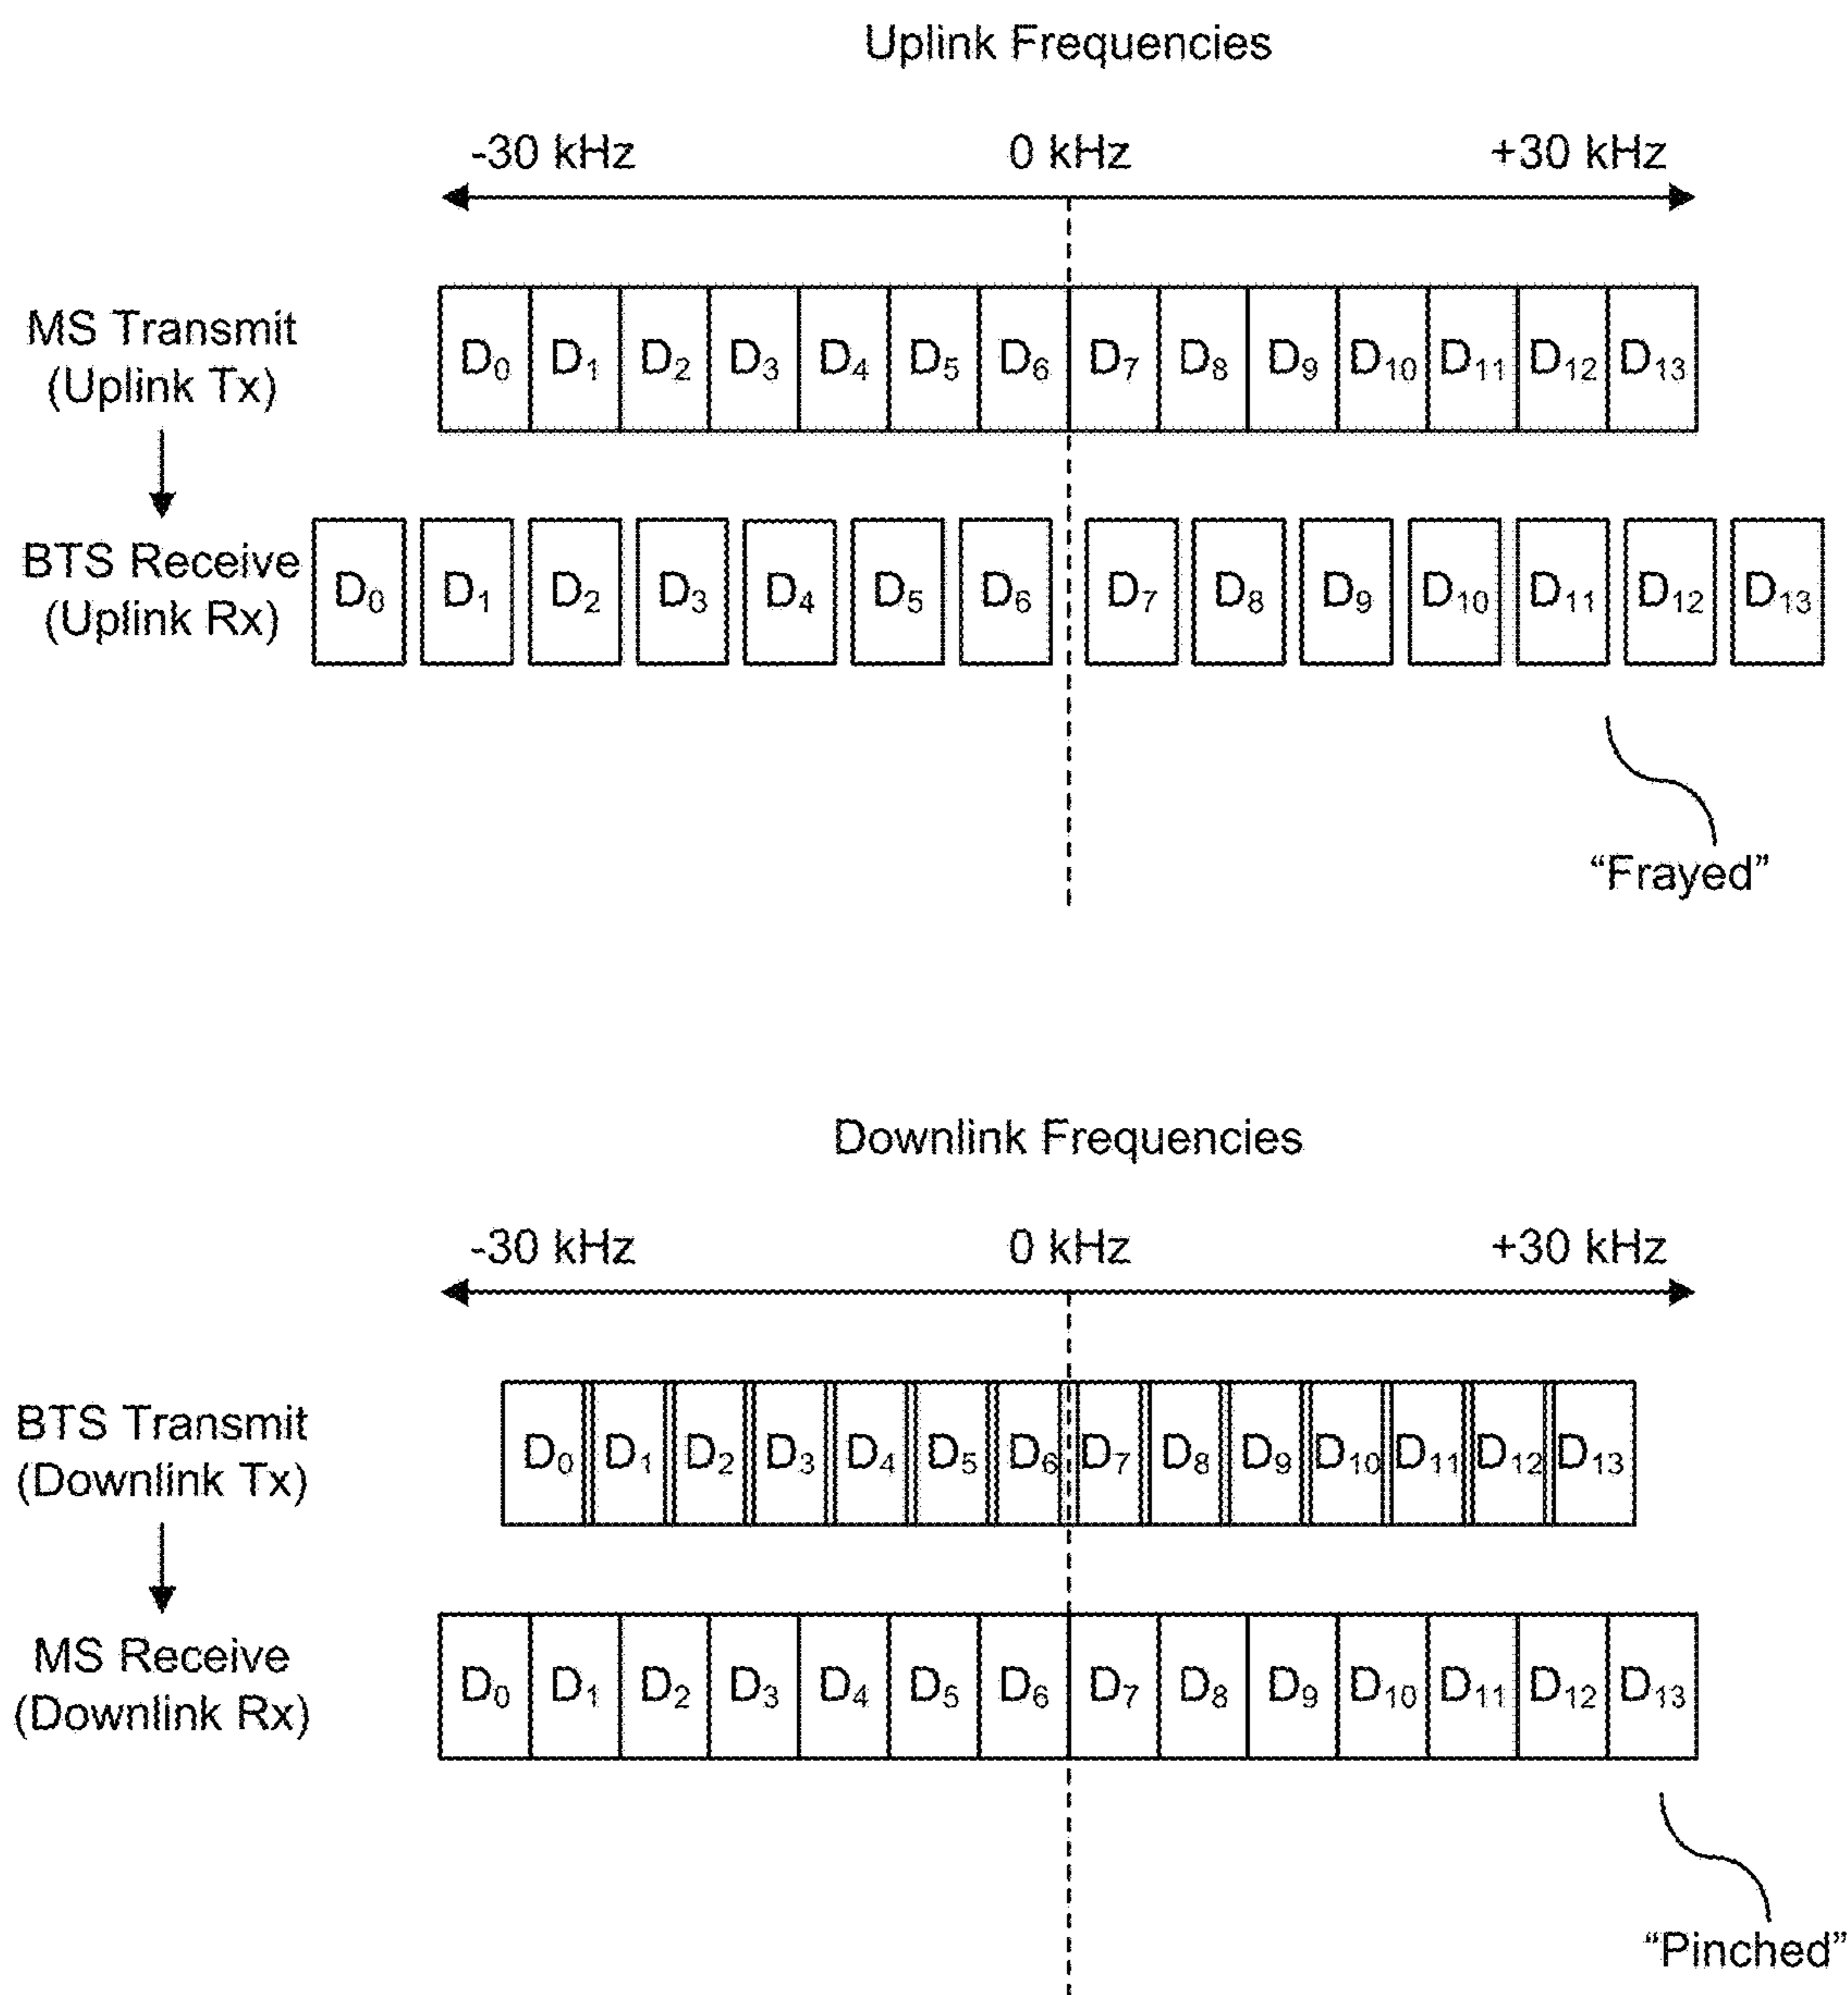 Uplink Frequencies
-30 kHz 0 kHz +30 kHz
MS Transmit
(Uplink Tx)
D₀ D₁ D₂ D₃ D₄ D₅ D₆ D₇ D₈ D₉ D₁₀ D₁₁ D₁₂ D₁₃
BTS Receive
(Uplink Rx)
D₀ D₁ D₂ D₃ D₄ D₅ D₆ D₇ D₈ D₉ D₁₀ D₁₁ D₁₂ D₁₃
“Frayed”
Downlink Frequencies
-30 kHz 0 kHz +30 kHz
BTS Transmit
(Downlink Tx)
D₀ D₁ D₂ D₃ D₄ D₅ D₆ D₇ D₈ D₉ D₁₀ D₁₁ D₁₂ D₁₃
MS Receive
(Downlink Rx)
D₀ D₁ D₂ D₃ D₄ D₅ D₆ D₇ D₈ D₉ D₁₀ D₁₁ D₁₂ D₁₃
“Pinched”